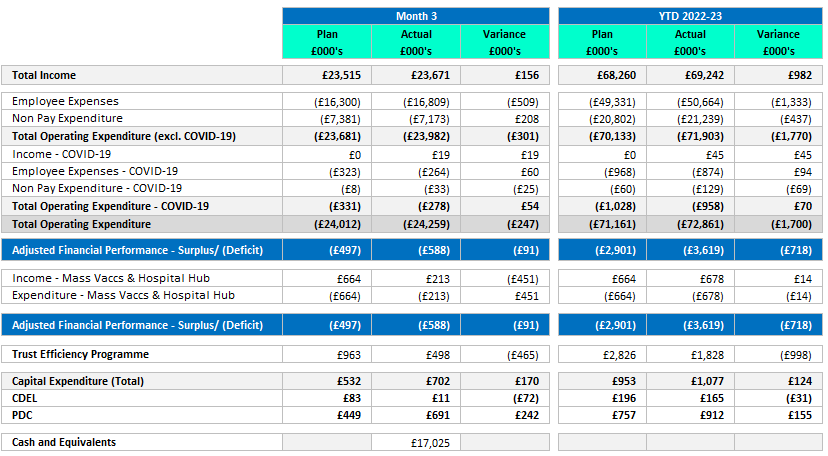 Month 3 YTD 2022-23
Plan Actual Variance Plan Actual Variance
£000's £000's £000's £000's £000's £000's
Total Income £23,515 £23,671 £156 £68,260 £69,242 £982
Employee Expenses (£16,300) (£16,809) (£509) (£49,331) (£50,664) (£1,333)
Non Pay Expenditure (£7,381) (£7,173) £208 (£20,802) (£21,239) (£437)
Total Operating Expenditure (excl. COVID-19) (£23,681) (£23,982) (£301) (£70,133) (£71,903) (£1,770)
Income - COVID-19 £0 £19 £19 £0 £45 £45
Employee Expenses - COVID-19 (£323) (£264) £60 (£968) (£874) £94
Non Pay Expenditure - COVID-19 (£8) (£33) (£25) (£60) (£129) (£69)
Total Operating Expenditure - COVID-19 (£331) (£278) £54 (£1,028) (£958) £70
Total Operating Expenditure (£24,012) (£24,259) (£247) (£71,161) (£72,861) (£1,700)
Adjusted Financial Performance - Surplus/ (Deficit) (£497) (£588) (£91) (£2,901) (£3,619) (£718)
Income - Mass Vaccs & Hospital Hub £664 £213 (£451) £664 £678 £14
Expenditure - Mass Vaccs & Hospital Hub (£664) (£213) £451 (£664) (£678) (£14)
Adjusted Financial Performance - Surplus/ (Deficit) (£497) (£588) (£91) (£2,901) (£3,619) (£718)
Trust Efficiency Programme £963 £498 (£465) £2,826 £1,828 (£998)
Capital Expenditure (Total) £532 £702 £170 £953 £1,077 £124
CDEL £83 £11 (£72) £196 £165 (£31)
PDC £449 £691 £242 £757 £912 £155
Cash and Equivalents £17,025